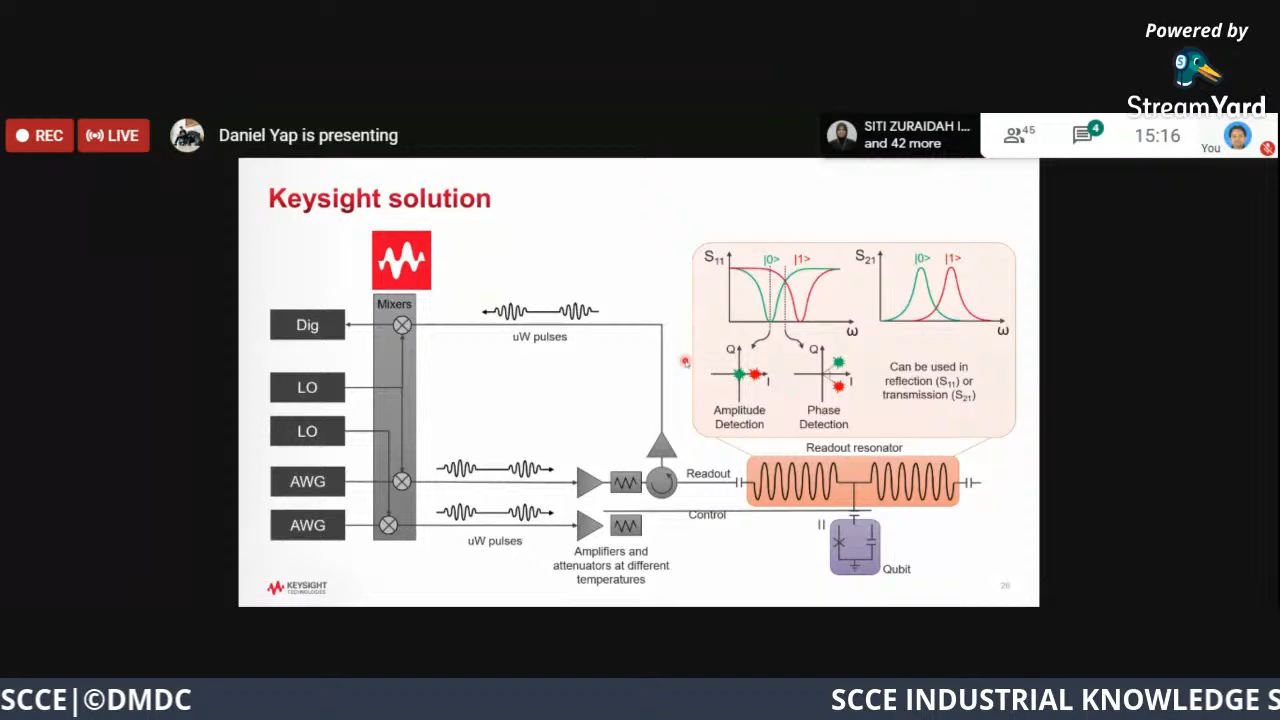 Powered by
StreamYard
REC
LIVE
Daniel Yap is presenting
SITI ZURAIDAH I...
and 42 more
45
4
15:16
You
Keysight solution
Mixers
Dig
LO
LO
AWG
AWG
uW pulses
uW pulses
Amplifiers and
attenuators at different
temperatures
S11
|0>
|1>
ω
S21
|0>
|1>
ω
Q
I
Q
I
Amplitude
Detection
Phase
Detection
Can be used in
reflection (S11) or
transmission (S21)
Readout resonator
Readout
Control
Qubit
KEYSIGHT
TECHNOLOGIES
26
SCCE|©DMDC
SCCE INDUSTRIAL KNOWLEDGE S